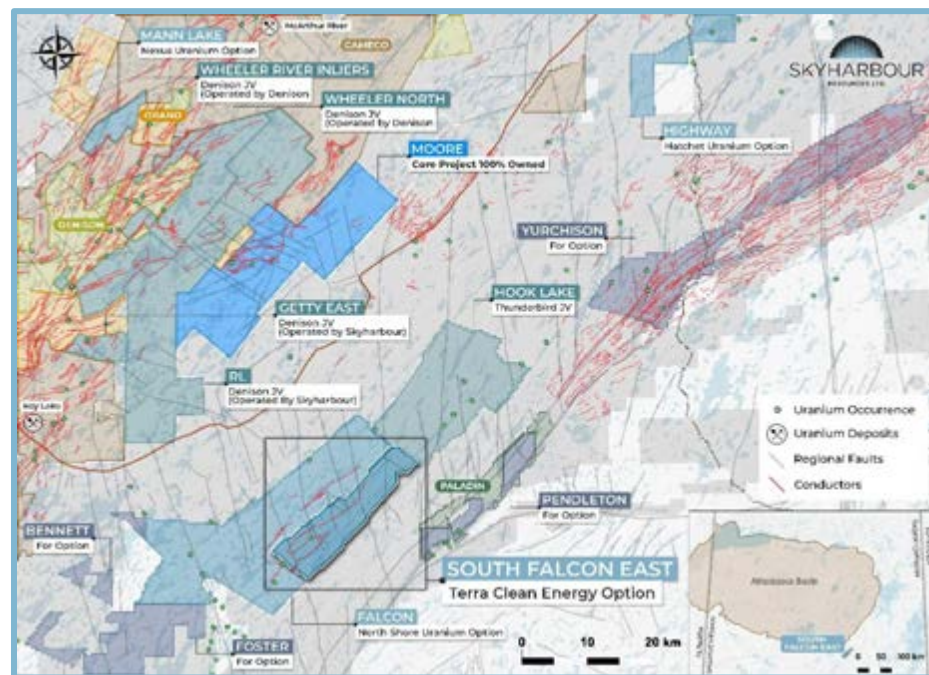 McArthur River
MANN LAKE
Nexus Uranium Option
CAMECO
WHEELER RIVER INLIERS
Denison JV
(Operated by Denison
ORANO
WHEELER NORTH
Denison JV
(Operated by Denison
MOORE
Core Project 100% Owned
SKYHARBOUR
RESOURCES LTD.
HIGHWAY
Hatchet Uranium Option
DENISON
YURCHISON
For Option
HOOK LAKE
Thunderbird JV
GETTY EAST
Denison JV
(Operated by Skyharbour)
RL
Denison JV
(Operated By Skyharbour)
Key Lake
Uranium Occurrence
Uranium Deposits
Regional Faults
Conductors
PALADIN
PENDLETON
For Option
BENNETT
For Option
SOUTH FALCON EAST
Terra Clean Energy Option
FALCON
North Shore Uranium Option
FOSTER
For Option
0 10 20 km
Athabasca Basin
SOUTH
FALCON EAST
0 50 100 km